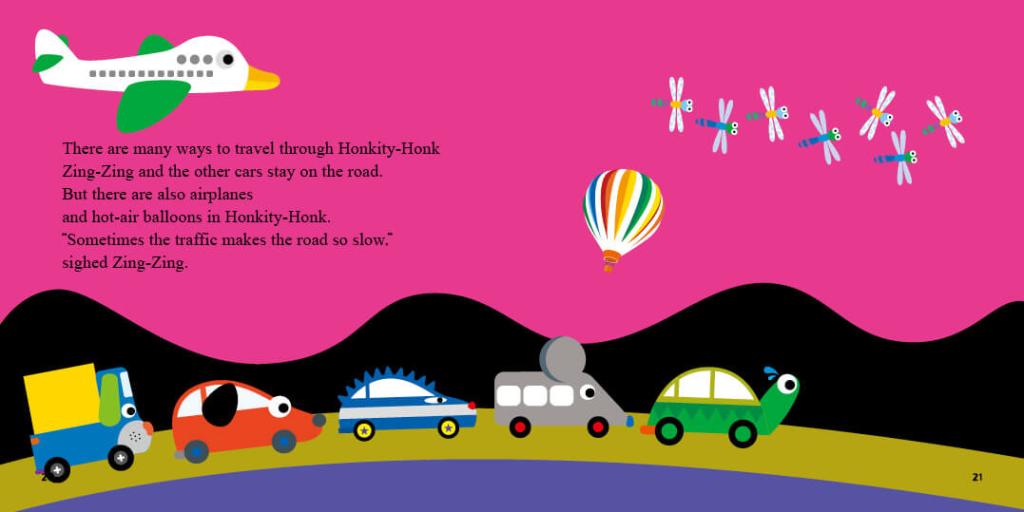 There are many ways to travel through Honkity-Honk
Zing-Zing and the other cars stay on the road.
But there are also airplanes
and hot-air balloons in Honkity-Honk.
"Sometimes the traffic makes the road so slow,"
sighed Zing-Zing.
21